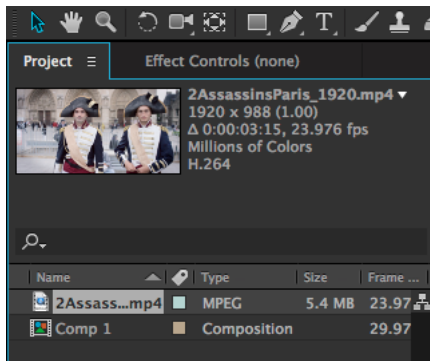 Project
Effect Controls (none)
2AssassinsParis_1920.mp4
1920 x 988 (1.00)
Δ 0:00:03:15, 23.976 fps
Millions of Colors
H.264
Name Type Size Frame ...
2Assass...mp4 MPEG 5.4 MB 23.97
Comp 1 Composition 29.97